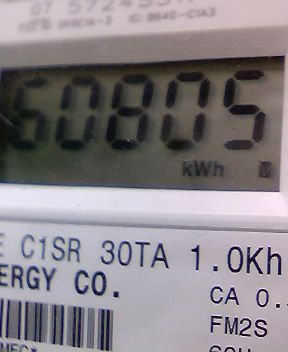 60805
kWh
E C1SR 30TA 1.0Kh
ERGY CO.
CA 0.
FM2S